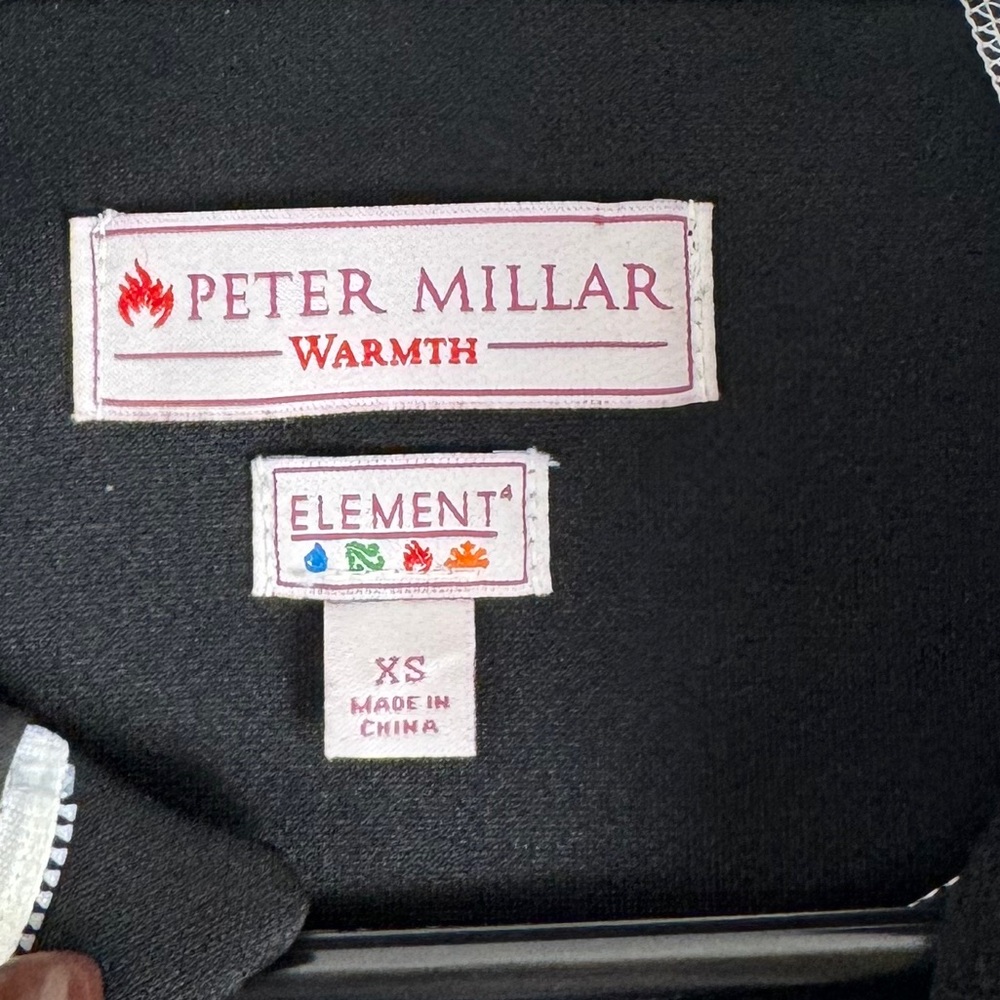 PETER MILLAR
WARMTH
ELEMENT⁴
XS
MADE IN
CHINA